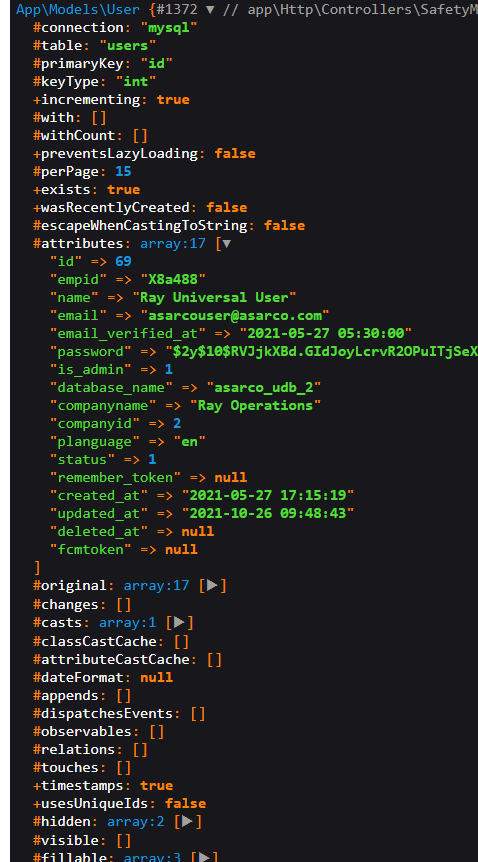 App\Models\User {#1372 ▼ // app\Http\Controllers\SafetyM
#connection: "mysql"
#table: "users"
#primaryKey: "id"
#keyType: "int"
+incrementing: true
#with: []
#withCount: []
+preventsLazyLoading: false
#perPage: 15
+exists: true
+wasRecentlyCreated: false
#escapeWhenCastingToString: false
#attributes: array:17 [▼
"id" => 69
"empid" => "X8a488"
"name" => "Ray Universal User"
"email" => "asarcouser@asarco.com"
"email_verified_at" => "2021-05-27 05:30:00"
"password" => "$2y$10$RVJjkXBd.GIdJoyLcrvR2OPuITjSeX
"is_admin" => 1
"database_name" => "asarco_udb_2"
"companyname" => "Ray Operations"
"companyid" => 2
"planguage" => "en"
"status" => 1
"remember_token" => null
"created_at" => "2021-05-27 17:15:19"
"updated_at" => "2021-10-26 09:48:43"
"deleted_at" => null
"fcmtoken" => null
]
#original: array:17 [▶]
#changes: []
#casts: array:1 [▶]
#classCastCache: []
#attributeCastCache: []
#dateFormat: null
#appends: []
#dispatchesEvents: []
#observables: []
#relations: []
#touches: []
+timestamps: true
+usesUniqueIds: false
#hidden: array:2 [▶]
#visible: []
#fillable: array:3 [▶]